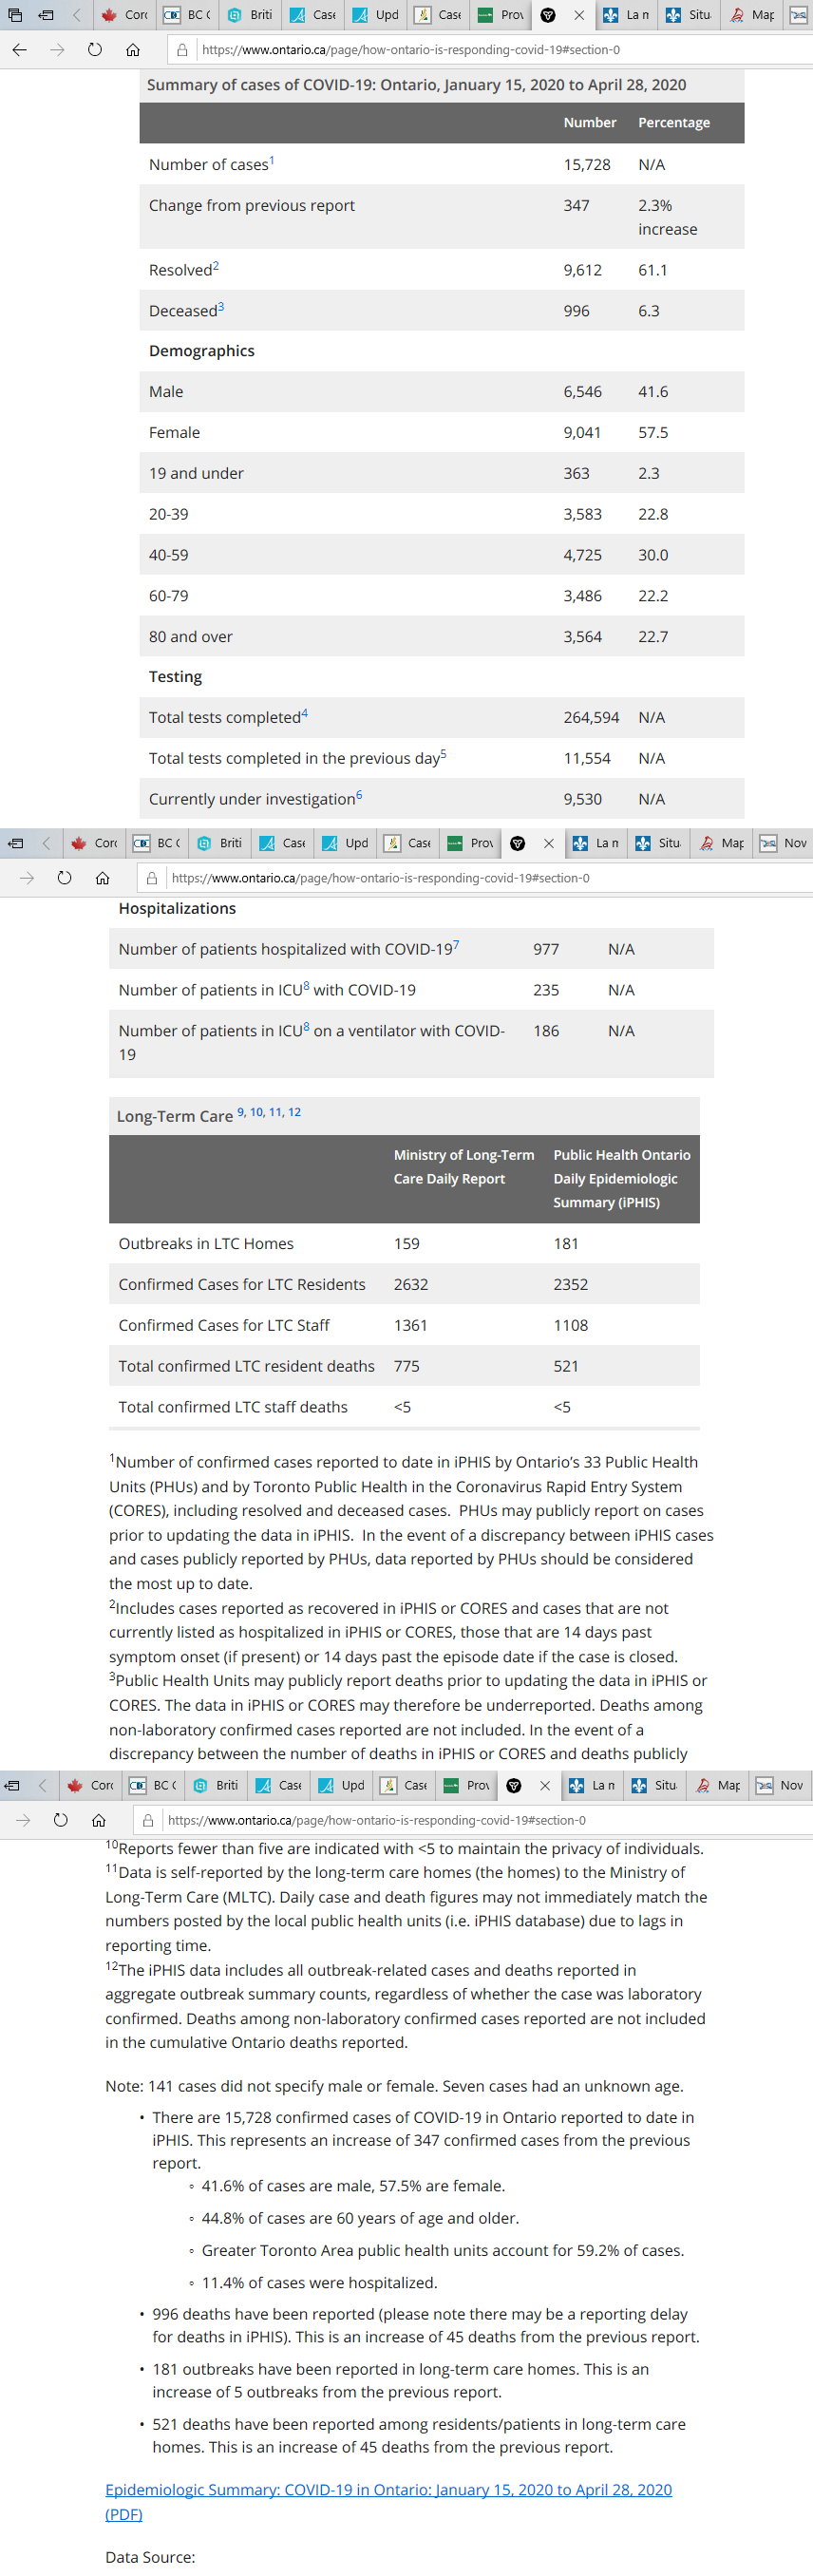 Corc
BC C
Briti
Case
Upd
Case
Prov
La n
Situ
Map
https://www.ontario.ca/page/how-ontario-is-responding-covid-19#section-0
Summary of cases of COVID-19: Ontario, January 15, 2020 to April 28, 2020
Number Percentage
Number of cases1 15,728 N/A
Change from previous report 347 2.3%
increase
Resolved2 9,612 61.1
Deceased3 996 6.3
Demographics
Male 6,546 41.6
Female 9,041 57.5
19 and under 363 2.3
20-39 3,583 22.8
40-59 4,725 30.0
60-79 3,486 22.2
80 and over 3,564 22.7
Testing
Total tests completed4 264,594 N/A
Total tests completed in the previous day5 11,554 N/A
Currently under investigation6 9,530 N/A
Corc
BC C
Briti
Case
Upd
Case
Prov
La n
Situ
Map
Nov
https://www.ontario.ca/page/how-ontario-is-responding-covid-19#section-0
Hospitalizations
Number of patients hospitalized with COVID-197 977 N/A
Number of patients in ICU8 with COVID-19 235 N/A
Number of patients in ICU8 on a ventilator with COVID- 186 N/A
19
Long-Term Care 9, 10, 11, 12
Ministry of Long-Term Public Health Ontario
Care Daily Report Daily Epidemiologic
Summary (iPHIS)
Outbreaks in LTC Homes 159 181
Confirmed Cases for LTC Residents 2632 2352
Confirmed Cases for LTC Staff 1361 1108
Total confirmed LTC resident deaths 775 521
Total confirmed LTC staff deaths <5 <5
1Number of confirmed cases reported to date in iPHIS by Ontario's 33 Public Health
Units (PHUs) and by Toronto Public Health in the Coronavirus Rapid Entry System
(CORES), including resolved and deceased cases. PHUs may publicly report on cases
prior to updating the data in iPHIS. In the event of a discrepancy between iPHIS cases
and cases publicly reported by PHUs, data reported by PHUs should be considered
the most up to date.
2Includes cases reported as recovered in iPHIS or CORES and cases that are not
currently listed as hospitalized in iPHIS or CORES, those that are 14 days past
symptom onset (if present) or 14 days past the episode date if the case is closed.
3Public Health Units may publicly report deaths prior to updating the data in iPHIS or
CORES. The data in iPHIS or CORES may therefore be underreported. Deaths among
non-laboratory confirmed cases reported are not included. In the event of a
discrepancy between the number of deaths in iPHIS or CORES and deaths publicly
Corc
BC C
Briti
Case
Upd
Case
Prov
La n
Situ
Map
Nov
https://www.ontario.ca/page/how-ontario-is-responding-covid-19#section-0
10Reports fewer than five are indicated with <5 to maintain the privacy of individuals.
11Data is self-reported by the long-term care homes (the homes) to the Ministry of
Long-Term Care (MLTC). Daily case and death figures may not immediately match the
numbers posted by the local public health units (i.e. iPHIS database) due to lags in
reporting time.
12The iPHIS data includes all outbreak-related cases and deaths reported in
aggregate outbreak summary counts, regardless of whether the case was laboratory
confirmed. Deaths among non-laboratory confirmed cases reported are not included
in the cumulative Ontario deaths reported.
Note: 141 cases did not specify male or female. Seven cases had an unknown age.
• There are 15,728 confirmed cases of COVID-19 in Ontario reported to date in
iPHIS. This represents an increase of 347 confirmed cases from the previous
report.
◦ 41.6% of cases are male, 57.5% are female.
◦ 44.8% of cases are 60 years of age and older.
◦ Greater Toronto Area public health units account for 59.2% of cases.
◦ 11.4% of cases were hospitalized.
• 996 deaths have been reported (please note there may be a reporting delay
for deaths in iPHIS). This is an increase of 45 deaths from the previous report.
• 181 outbreaks have been reported in long-term care homes. This is an
increase of 5 outbreaks from the previous report.
• 521 deaths have been reported among residents/patients in long-term care
homes. This is an increase of 45 deaths from the previous report.
Epidemiologic Summary: COVID-19 in Ontario: January 15, 2020 to April 28, 2020
(PDF)
Data Source: